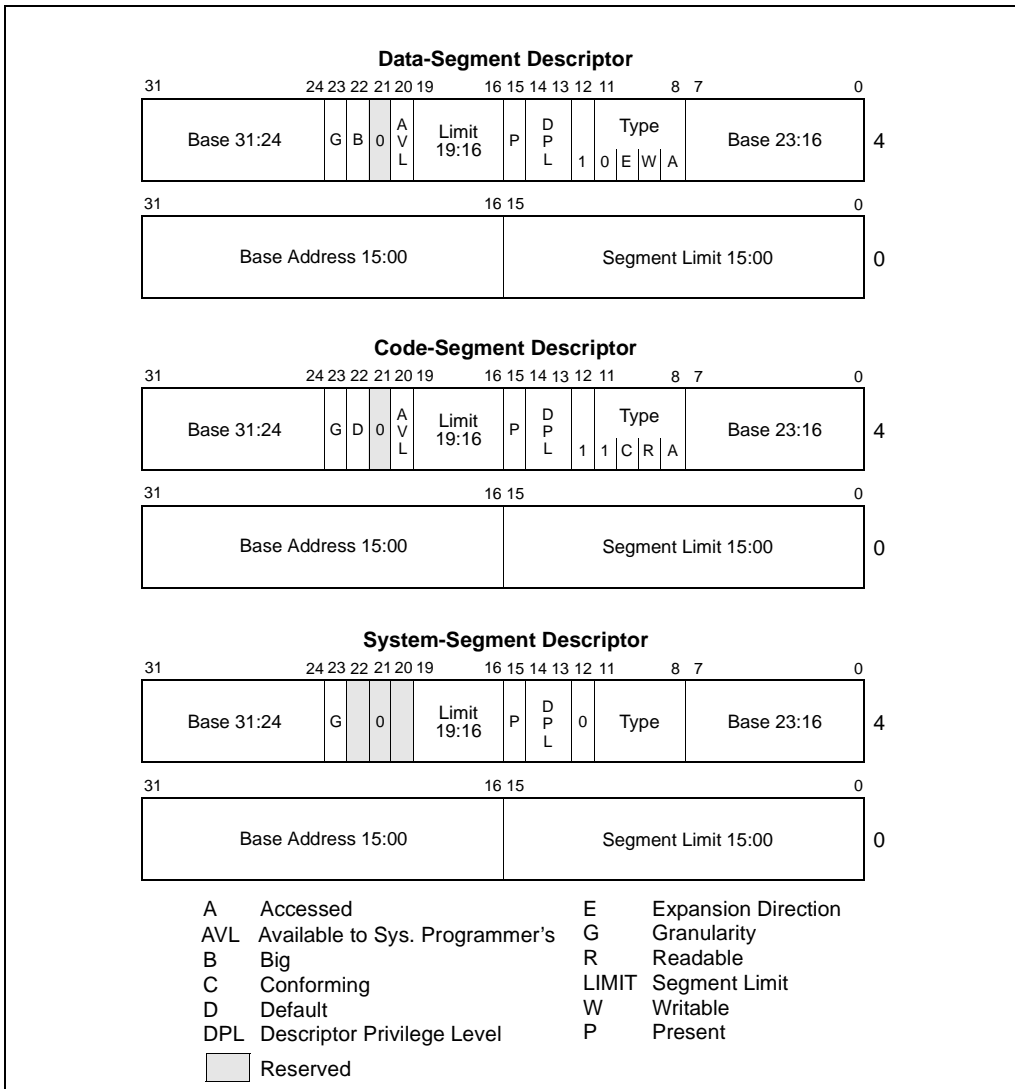 Data-Segment Descriptor
31 24 23 22 21 20 19 16 15 14 13 12 11 8 7 0
Base 31:24 G B 0 AVL Limit 19:16 P DPL 1 Type 0 E W A Base 23:16 4
31 16 15 0
Base Address 15:00 Segment Limit 15:00 0
Code-Segment Descriptor
31 24 23 22 21 20 19 16 15 14 13 12 11 8 7 0
Base 31:24 G D 0 AVL Limit 19:16 P DPL 1 Type 1 C R A Base 23:16 4
31 16 15 0
Base Address 15:00 Segment Limit 15:00 0
System-Segment Descriptor
31 24 23 22 21 20 19 16 15 14 13 12 11 8 7 0
Base 31:24 G 0 Limit 19:16 P DPL 0 Type Base 23:16 4
31 16 15 0
Base Address 15:00 Segment Limit 15:00 0
A Accessed
AVL Available to Sys. Programmer's
B Big
C Conforming
D Default
DPL Descriptor Privilege Level
Reserved
E Expansion Direction
G Granularity
R Readable
LIMIT Segment Limit
W Writable
P Present